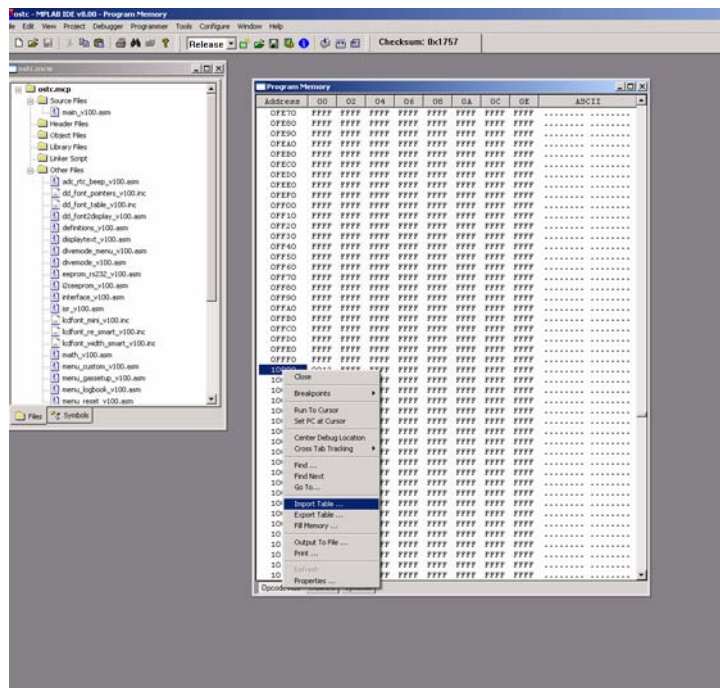 ostc - MPLAB IDE v8.00 - Program Memory
Edit View Project Debugger Programmer Tools Configure Window Help
Release Checksum: 0x1757
ostc.mcw
ostc.mcp
Source Files
main_v100.asm
Header Files
Object Files
Library Files
Linker Script
Other Files
adc_rtc_beep_v100.asm
dd_font_pointers_v100.inc
dd_font_table_v100.inc
dd_font2display_v100.asm
definitions_v100.asm
displaytext_v100.asm
divemode_menu_v100.asm
divemode_v100.asm
eeprom_rs232_v100.asm
i2ceeprom_v100.asm
interface_v100.asm
isr_v100.asm
lcdfont_mini_v100.inc
lcdfont_re_smart_v100.inc
lcdfont_width_smart_v100.inc
math_v100.asm
menu_custom_v100.asm
menu_gassetup_v100.asm
menu_logbook_v100.asm
menu_reset_v100.asm
Files Symbols
Program Memory
Address 00 02 04 06 08 0A 0C 0E ASCII
0FE70 FFFF FFFF FFFF FFFF FFFF FFFF FFFF FFFF ........ ........
0FE80 FFFF FFFF FFFF FFFF FFFF FFFF FFFF FFFF ........ ........
0FE90 FFFF FFFF FFFF FFFF FFFF FFFF FFFF FFFF ........ ........
0FEA0 FFFF FFFF FFFF FFFF FFFF FFFF FFFF FFFF ........ ........
0FEB0 FFFF FFFF FFFF FFFF FFFF FFFF FFFF FFFF ........ ........
0FEC0 FFFF FFFF FFFF FFFF FFFF FFFF FFFF FFFF ........ ........
0FED0 FFFF FFFF FFFF FFFF FFFF FFFF FFFF FFFF ........ ........
0FEE0 FFFF FFFF FFFF FFFF FFFF FFFF FFFF FFFF ........ ........
0FEF0 FFFF FFFF FFFF FFFF FFFF FFFF FFFF FFFF ........ ........
0FF00 FFFF FFFF FFFF FFFF FFFF FFFF FFFF FFFF ........ ........
0FF10 FFFF FFFF FFFF FFFF FFFF FFFF FFFF FFFF ........ ........
0FF20 FFFF FFFF FFFF FFFF FFFF FFFF FFFF FFFF ........ ........
0FF30 FFFF FFFF FFFF FFFF FFFF FFFF FFFF FFFF ........ ........
0FF40 FFFF FFFF FFFF FFFF FFFF FFFF FFFF FFFF ........ ........
0FF50 FFFF FFFF FFFF FFFF FFFF FFFF FFFF FFFF ........ ........
0FF60 FFFF FFFF FFFF FFFF FFFF FFFF FFFF FFFF ........ ........
0FF70 FFFF FFFF FFFF FFFF FFFF FFFF FFFF FFFF ........ ........
0FF80 FFFF FFFF FFFF FFFF FFFF FFFF FFFF FFFF ........ ........
0FF90 FFFF FFFF FFFF FFFF FFFF FFFF FFFF FFFF ........ ........
0FFA0 FFFF FFFF FFFF FFFF FFFF FFFF FFFF FFFF ........ ........
0FFB0 FFFF FFFF FFFF FFFF FFFF FFFF FFFF FFFF ........ ........
0FFC0 FFFF FFFF FFFF FFFF FFFF FFFF FFFF FFFF ........ ........
0FFD0 FFFF FFFF FFFF FFFF FFFF FFFF FFFF FFFF ........ ........
0FFE0 FFFF FFFF FFFF FFFF FFFF FFFF FFFF FFFF ........ ........
0FFF0 FFFF FFFF FFFF FFFF FFFF FFFF FFFF FFFF ........ ........
Close
Breakpoints
Run To Cursor
Set PC at Cursor
Center Debug Location
Cross Tab Tracking
Find ...
Find Next
Go To...
Import Table ...
Export Table ...
Fill Memory ...
Output To File ...
Print ...
Refresh
Properties ...